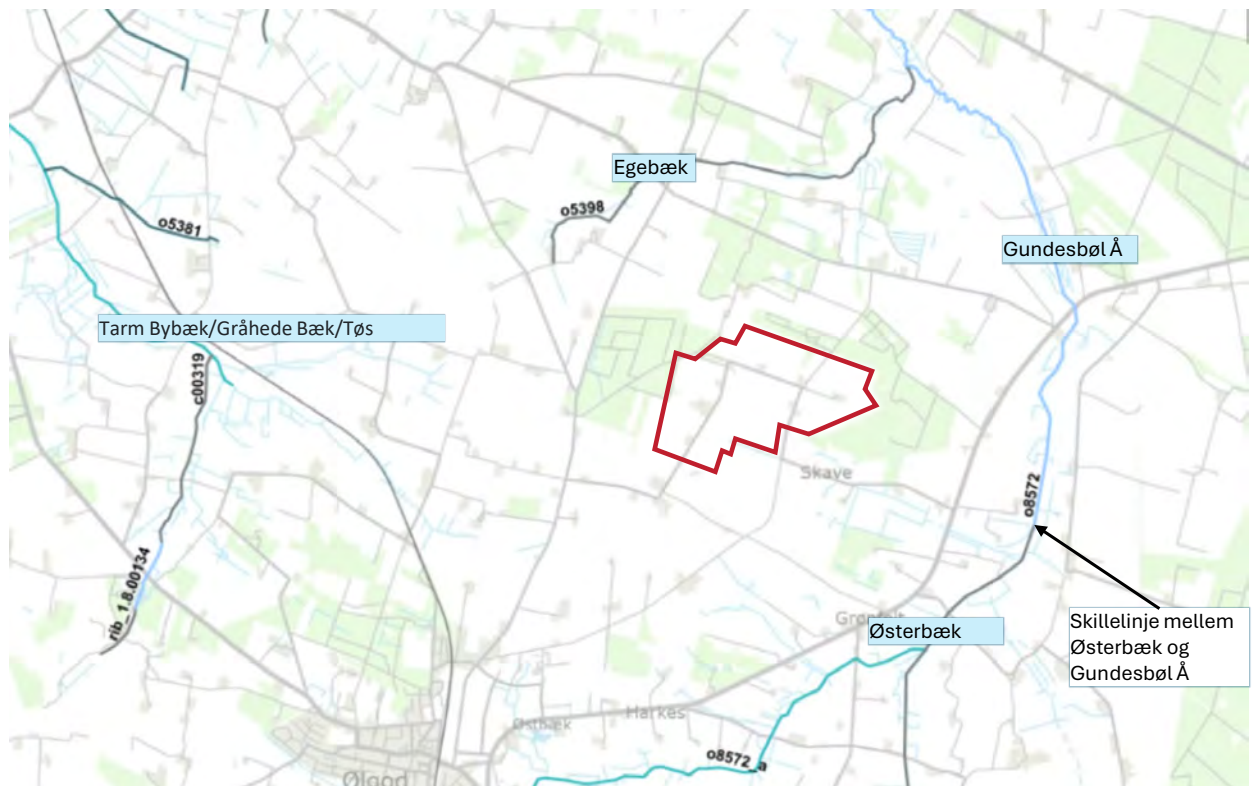 Egebæk
o5398
o5381
Gundesbøl Å
Tarm Bybæk/Gråhede Bæk/Tøs
c00319
Skave
o8572
rib_1.8.00134
Østerbæk
Skillelinje mellem
Østerbæk og
Gundesbøl Å
Harkes
Østbæk
o8572_a
Ølgod